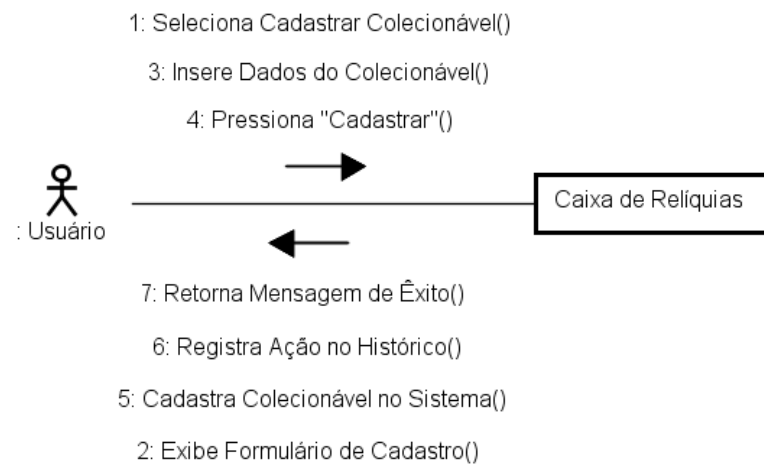 1: Seleciona Cadastrar Colecionável()
3: Insere Dados do Colecionável()
4: Pressiona "Cadastrar"()
: Usuário
Caixa de Relíquias
7: Retorna Mensagem de Êxito()
6: Registra Ação no Histórico()
5: Cadastra Colecionável no Sistema()
2: Exibe Formulário de Cadastro()